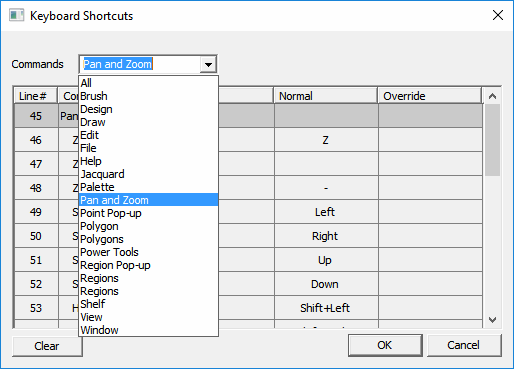 Keyboard Shortcuts
Commands Pan and Zoom
All
Brush
Design
Draw
Edit
File
Help
Jacquard
Palette
Pan and Zoom
Point Pop-up
Polygon
Polygons
Power Tools
Region Pop-up
Regions
Regions
Shelf
View
Window
Line# Normal Override
45 Pan
46 Z Z
47 Z
48 Z -
49 S Left
50 S Right
51 S Up
52 S Down
53 H Shift+Left
Clear OK Cancel